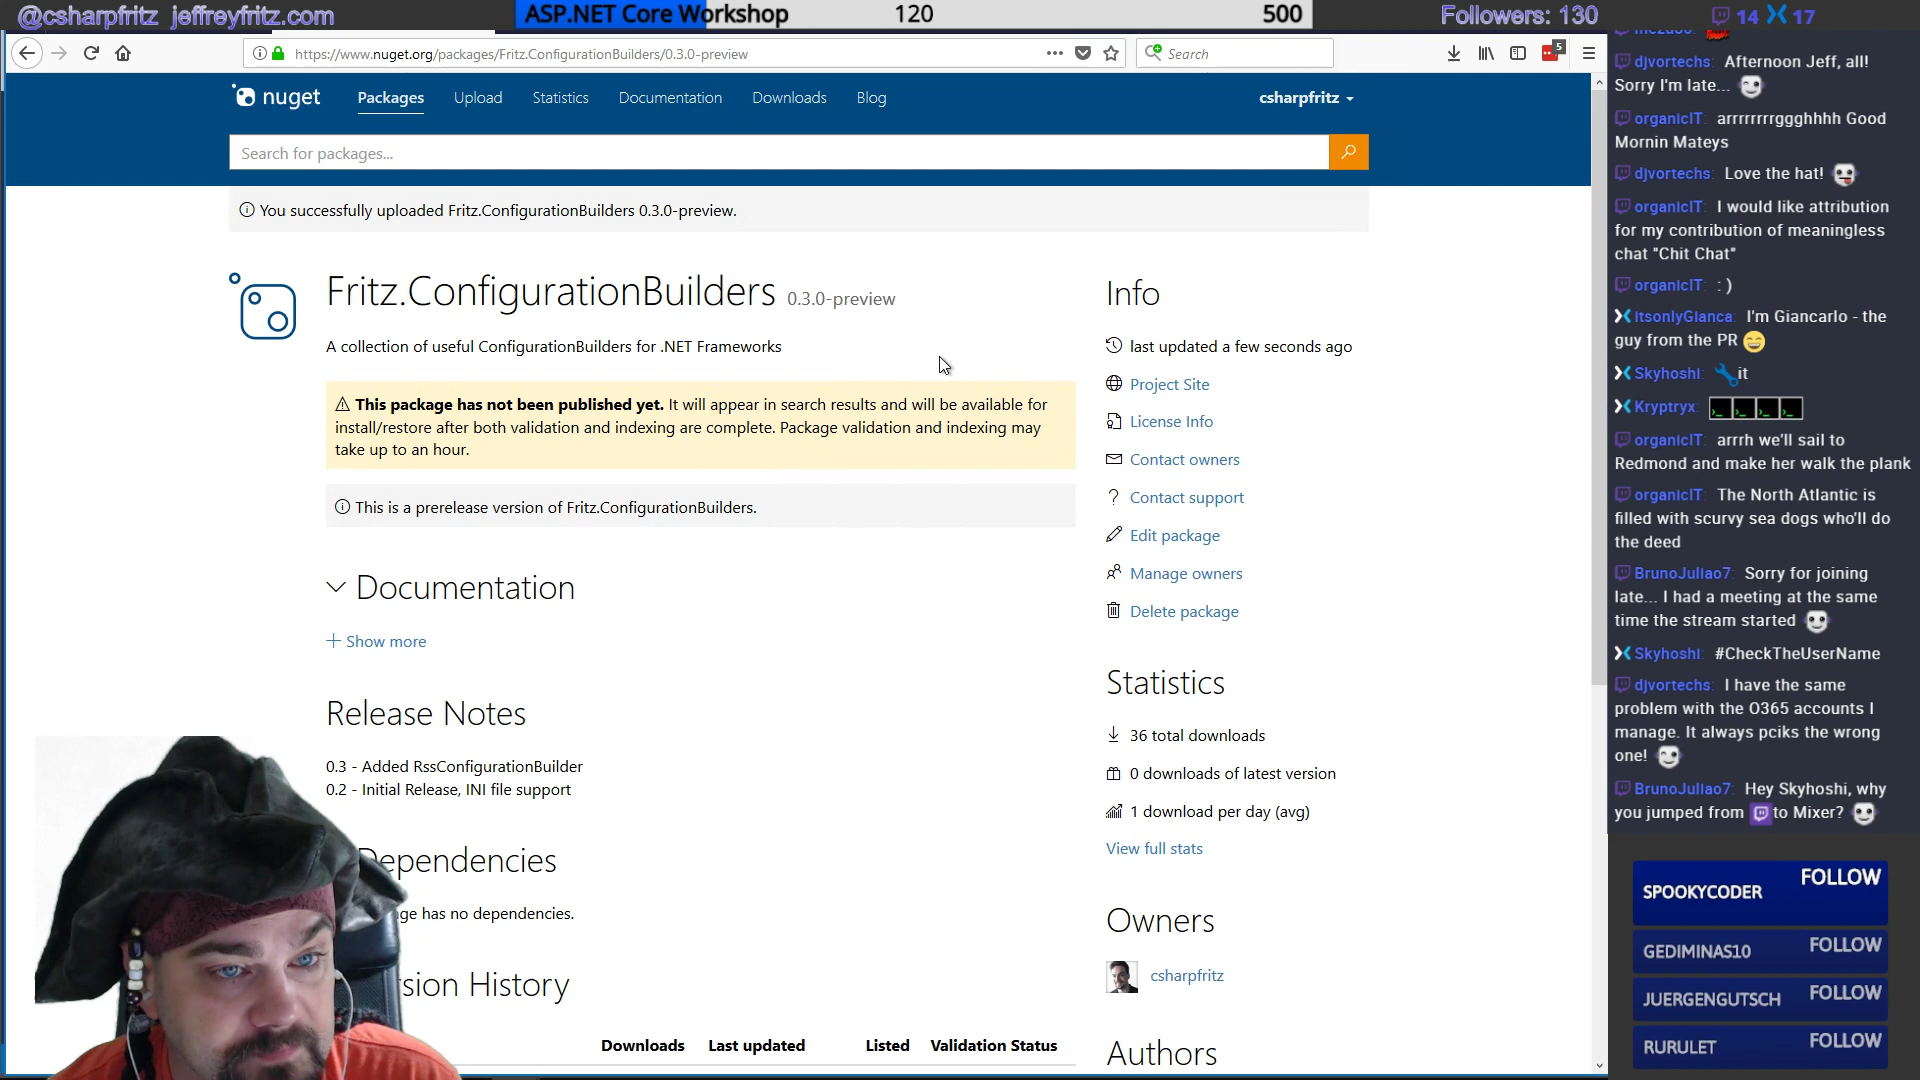 @csharpfritz jeffreyfritz.com
ASP.NET Core Workshop 120 500
Followers: 130
14 17
https://www.nuget.org/packages/Fritz.ConfigurationBuilders/0.3.0-preview
Search
5
nuget
Packages Upload Statistics Documentation Downloads Blog
csharpfritz
Search for packages...
You successfully uploaded Fritz.ConfigurationBuilders 0.3.0-preview.
Fritz.ConfigurationBuilders 0.3.0-preview
A collection of useful ConfigurationBuilders for .NET Frameworks
This package has not been published yet. It will appear in search results and will be available for
install/restore after both validation and indexing are complete. Package validation and indexing may
take up to an hour.
This is a prerelease version of Fritz.ConfigurationBuilders.
Documentation
Show more
Release Notes
0.3 - Added RssConfigurationBuilder
0.2 - Initial Release, INI file support
Dependencies
ge has no dependencies.
sion History
Downloads Last updated Listed Validation Status
Info
last updated a few seconds ago
Project Site
License Info
Contact owners
Contact support
Edit package
Manage owners
Delete package
Statistics
36 total downloads
0 downloads of latest version
1 download per day (avg)
View full stats
Owners
csharpfritz
Authors
djvortechs: Afternoon Jeff, all!
Sorry I'm late...
organicIT: arrrrrrrggghhhh Good
Mornin Mateys
djvortechs: Love the hat!
organicIT: I would like attribution
for my contribution of meaningless
chat "Chit Chat"
organicIT: : )
ItsonlyGianca: I'm Giancarlo - the
guy from the PR
Skyhoshi: it
Kryptryx:
organicIT: arrrh we'll sail to
Redmond and make her walk the plank
organicIT: The North Atlantic is
filled with scurvy sea dogs who'll do
the deed
BrunoJuliao7: Sorry for joining
late... I had a meeting at the same
time the stream started
Skyhoshi: #CheckTheUserName
djvortechs: I have the same
problem with the O365 accounts I
manage. It always pciks the wrong
one!
BrunoJuliao7: Hey Skyhoshi, why
you jumped from to Mixer?
SPOOKYCODER FOLLOW
GEDIMINAS10 FOLLOW
JUERGENGUTSCH FOLLOW
RURULET FOLLOW